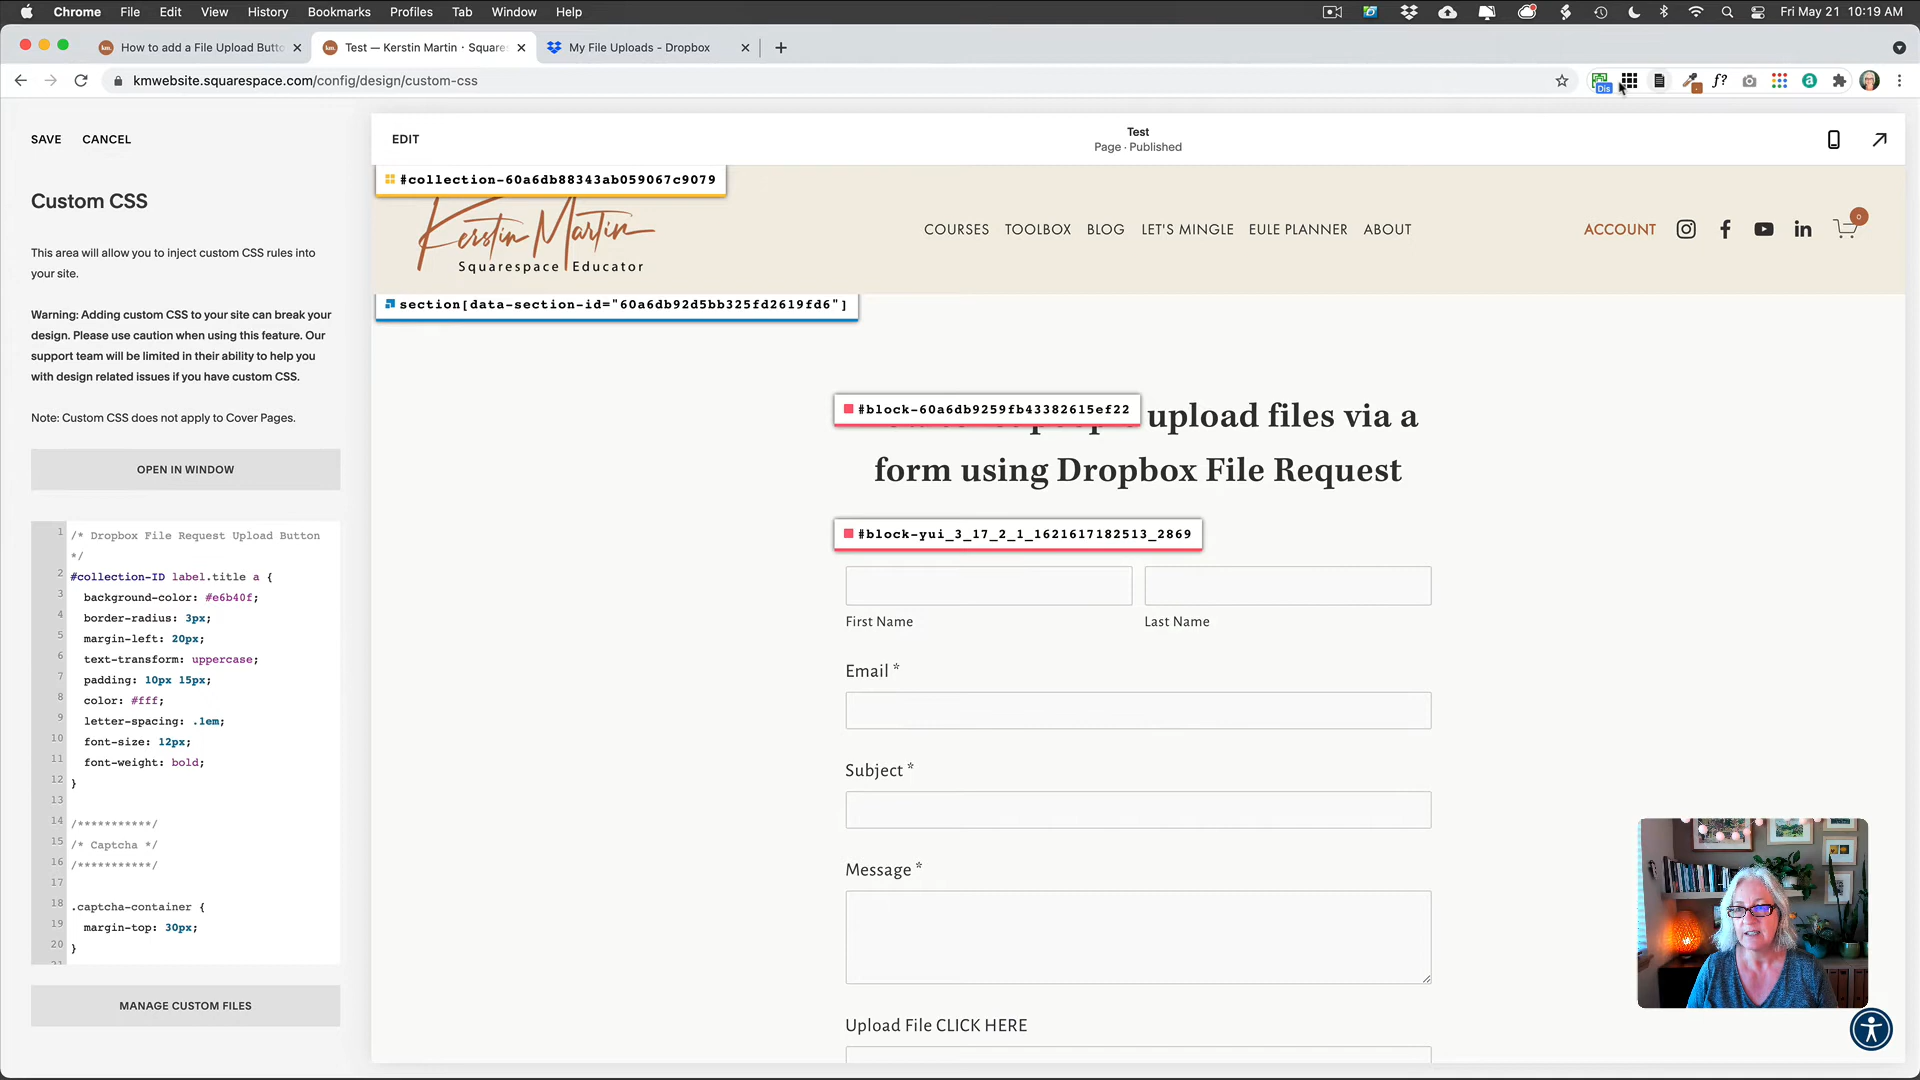 Chrome File Edit View History Bookmarks Profiles Tab Window Help Fri May 21 10:19 AM
How to add a File Upload Butto Test — Kerstin Martin · Square My File Uploads - Dropbox
kmwebsite.squarespace.com/config/design/custom-css Dis f?
SAVE CANCEL
EDIT
Test
Page · Published
Custom CSS
This area will allow you to inject custom CSS rules into
your site.
Warning: Adding custom CSS to your site can break your
design. Please use caution when using this feature. Our
support team will be limited in their ability to help you
with design related issues if you have custom CSS.
Note: Custom CSS does not apply to Cover Pages.
OPEN IN WINDOW
1 /* Dropbox File Request Upload Button
*/
2 #collection-ID label.title a {
3 background-color: #e6b40f;
4 border-radius: 3px;
5 margin-left: 20px;
6 text-transform: uppercase;
7 padding: 10px 15px;
8 color: #fff;
9 letter-spacing: .1em;
10 font-size: 12px;
11 font-weight: bold;
12 }
13
14 /***********/
15 /* Captcha */
16 /***********/
17
18 .captcha-container {
19 margin-top: 30px;
20 }
MANAGE CUSTOM FILES
#collection-60a6db88343ab059067c9079
Kerstin Martin
Squarespace Educator
COURSES TOOLBOX BLOG LET'S MINGLE EULE PLANNER ABOUT ACCOUNT 0
section[data-section-id="60a6db92d5bb325fd2619fd6"]
#block-60a6db9259fb43382615ef22 upload files via a
form using Dropbox File Request
#block-yui_3_17_2_1_1621617182513_2869
First Name Last Name
Email *
Subject *
Message *
Upload File CLICK HERE